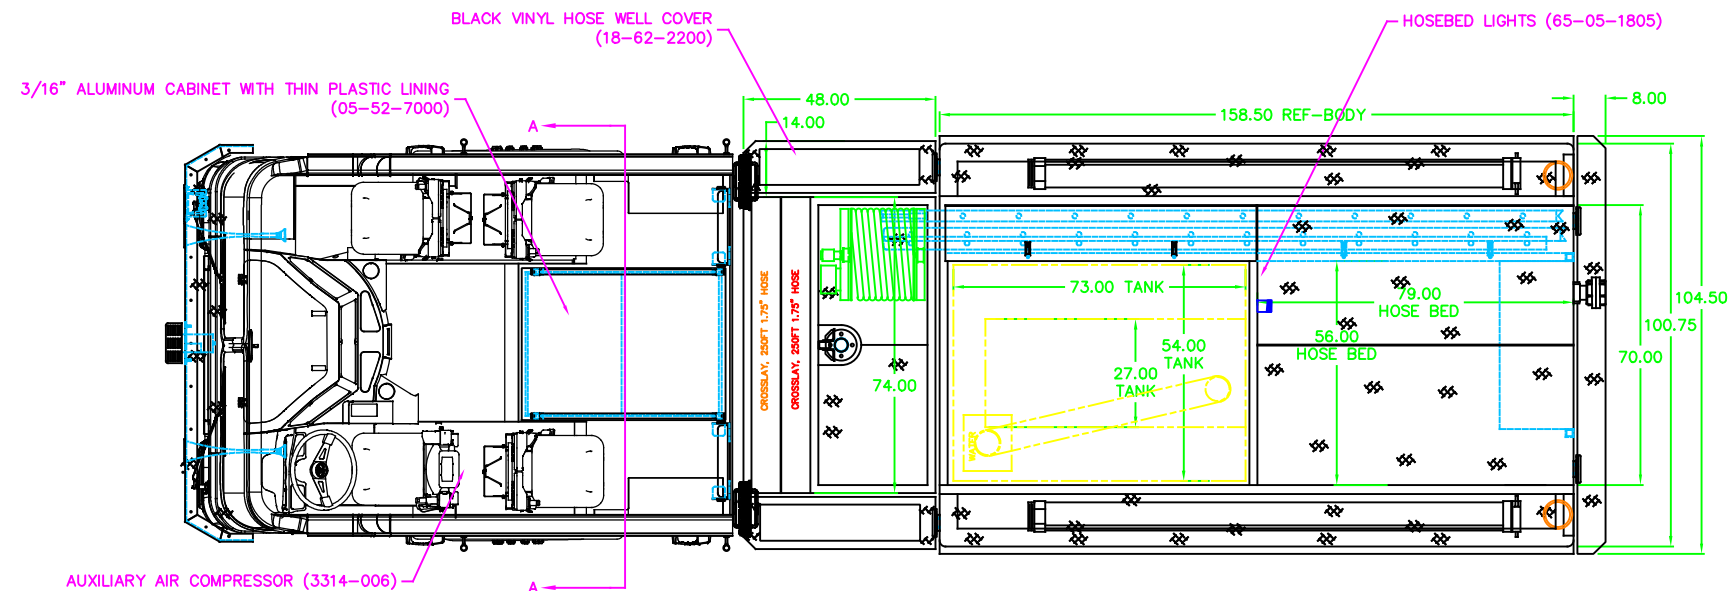 BLACK VINYL HOSE WELL COVER
(18-62-2200)
HOSEBED LIGHTS (65-05-1805)
3/16" ALUMINUM CABINET WITH THIN PLASTIC LINING
(05-52-7000)
48.00
14.00
158.50 REF-BODY
8.00
A
CROSSLAY, 250FT 1.75" HOSE
CROSSLAY, 250FT 1.75" HOSE
73.00 TANK
79.00
HOSE BED
104.50
100.75
56.00
HOSE BED
54.00
TANK
70.00
27.00
TANK
74.00
AUXILIARY AIR COMPRESSOR (3314-006)
A